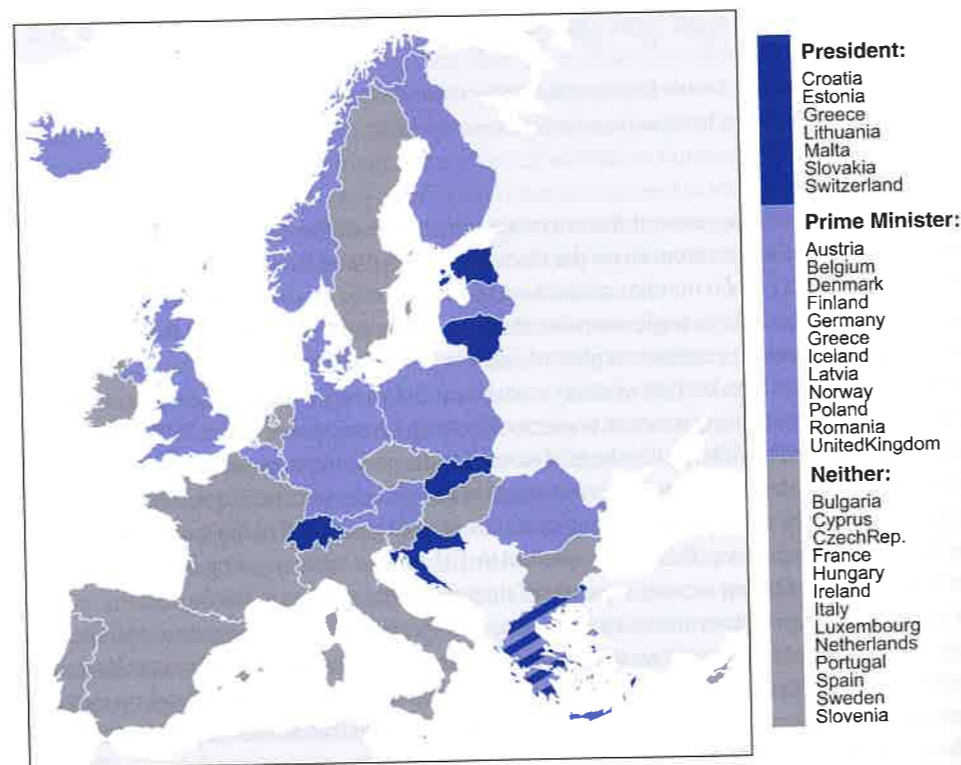 President:
Croatia
Estonia
Greece
Lithuania
Malta
Slovakia
Switzerland
Prime Minister:
Austria
Belgium
Denmark
Finland
Germany
Greece
Iceland
Latvia
Norway
Poland
Romania
UnitedKingdom
Neither:
Bulgaria
Cyprus
CzechRep.
France
Hungary
Ireland
Italy
Luxembourg
Netherlands
Portugal
Spain
Sweden
Slovenia